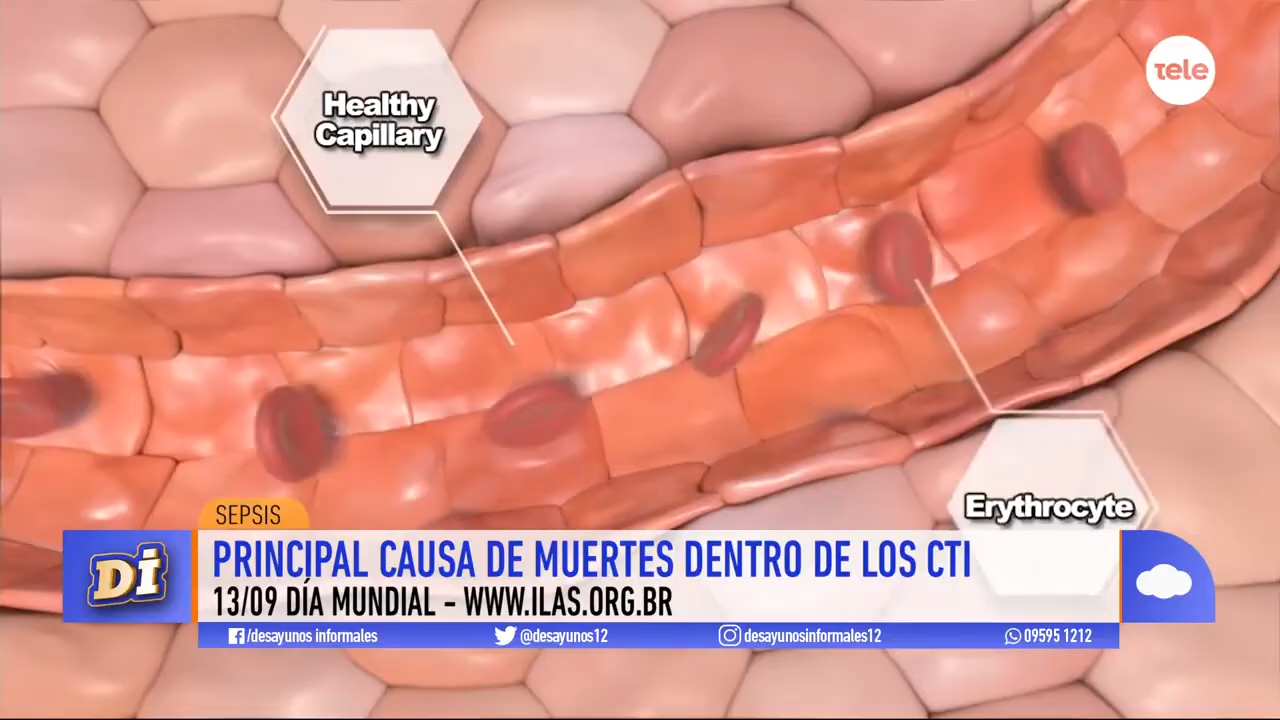 Healthy
Capillary
tele
Erythrocyte
SEPSIS
Di
PRINCIPAL CAUSA DE MUERTES DENTRO DE LOS CTI
13/09 DÍA MUNDIAL - WWW.ILAS.ORG.BR
/desayunos informales @desayunos12 desayunosinformales12 09595 1212